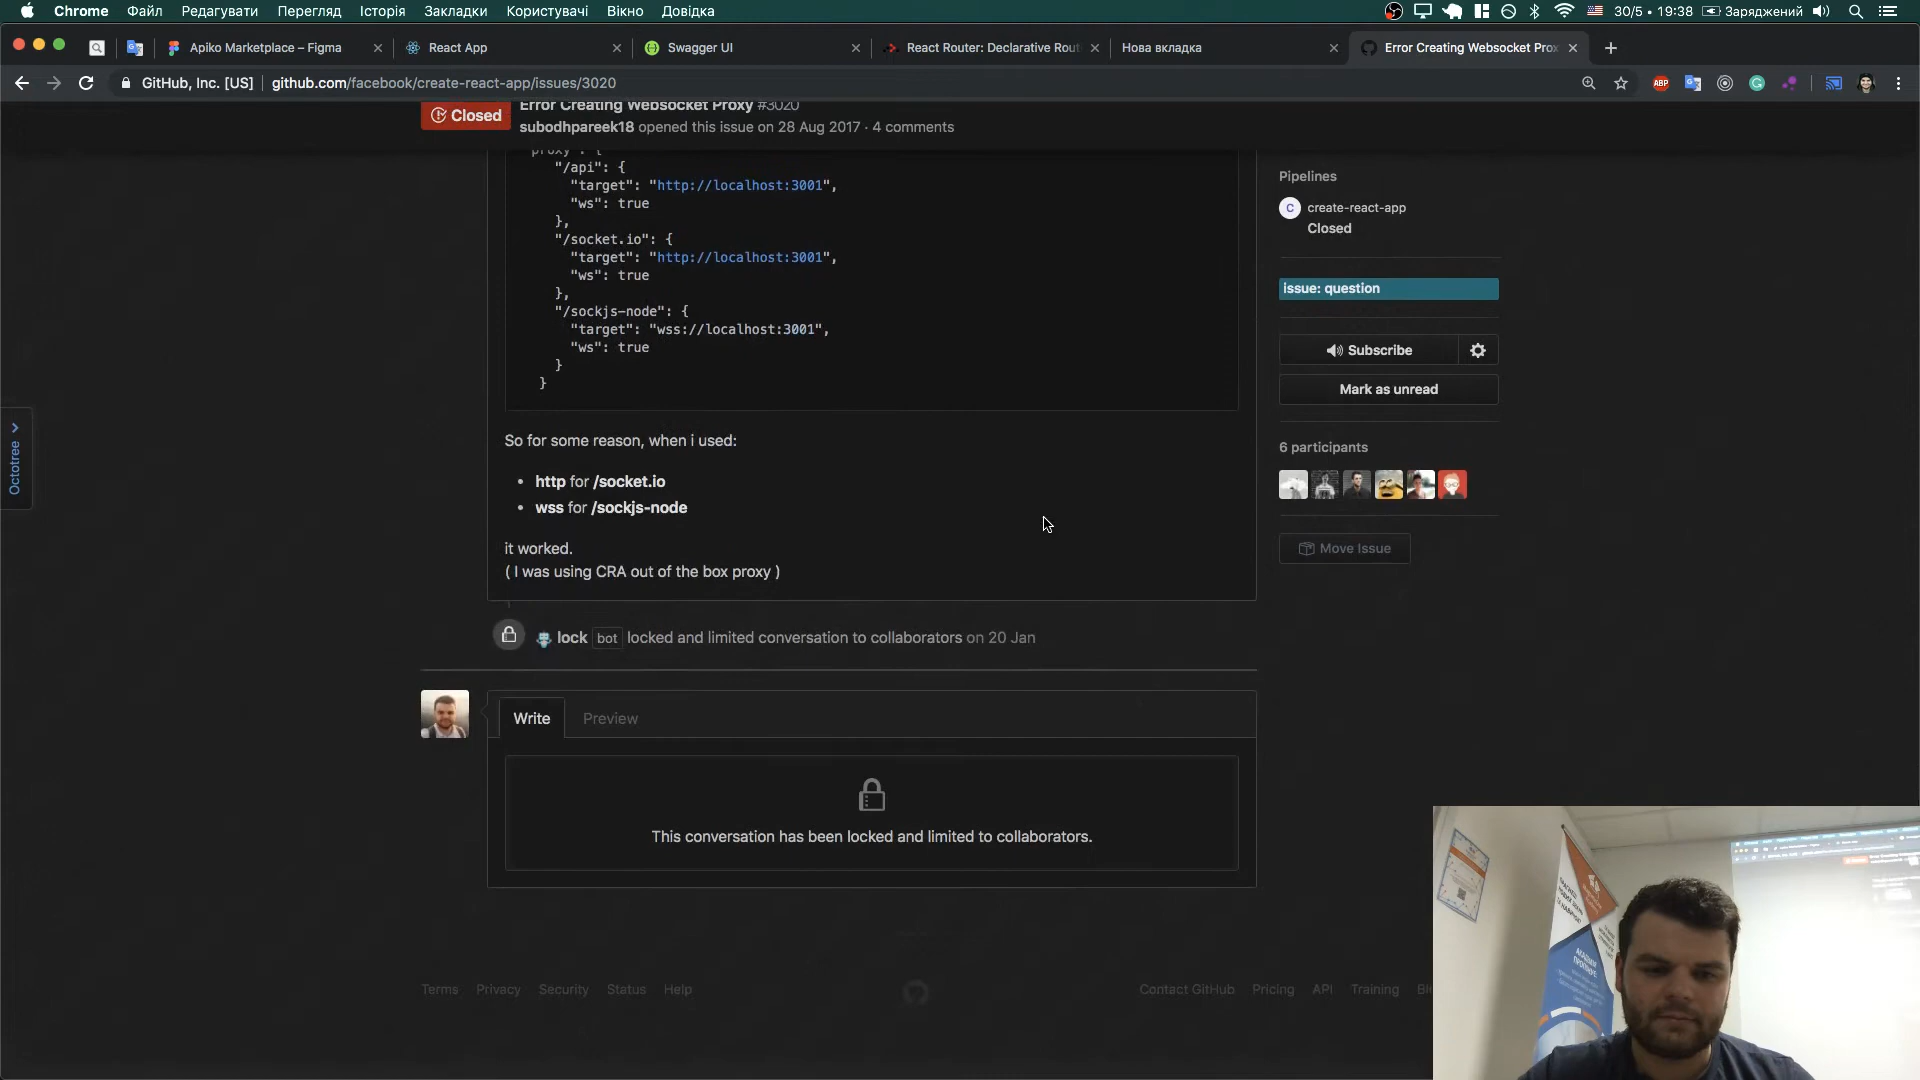 Chrome Файл Редагувати Перегляд Історія Закладки Користувачі Вікно Довідка 30/5 • 19:38 Заряджений
Apiko Marketplace – Figma React App Swagger UI React Router: Declarative Rout Нова вкладка Error Creating Websocket Prox
GitHub, Inc. [US] github.com/facebook/create-react-app/issues/3020
ABP
Closed
Error Creating Websocket Proxy #3020
subodhpareek18 opened this issue on 28 Aug 2017 · 4 comments
proxy": {
"/api": {
"target": "http://localhost:3001",
"ws": true
},
"/socket.io": {
"target": "http://localhost:3001",
"ws": true
},
"/sockjs-node": {
"target": "wss://localhost:3001",
"ws": true
}
}
So for some reason, when i used:
• http for /socket.io
• wss for /sockjs-node
it worked.
( I was using CRA out of the box proxy )
lock bot locked and limited conversation to collaborators on 20 Jan
Write Preview
This conversation has been locked and limited to collaborators.
Pipelines
C create-react-app
Closed
issue: question
Subscribe
Mark as unread
6 participants
Move Issue
Octotree
Terms Privacy Security Status Help Contact GitHub Pricing API Training Bl